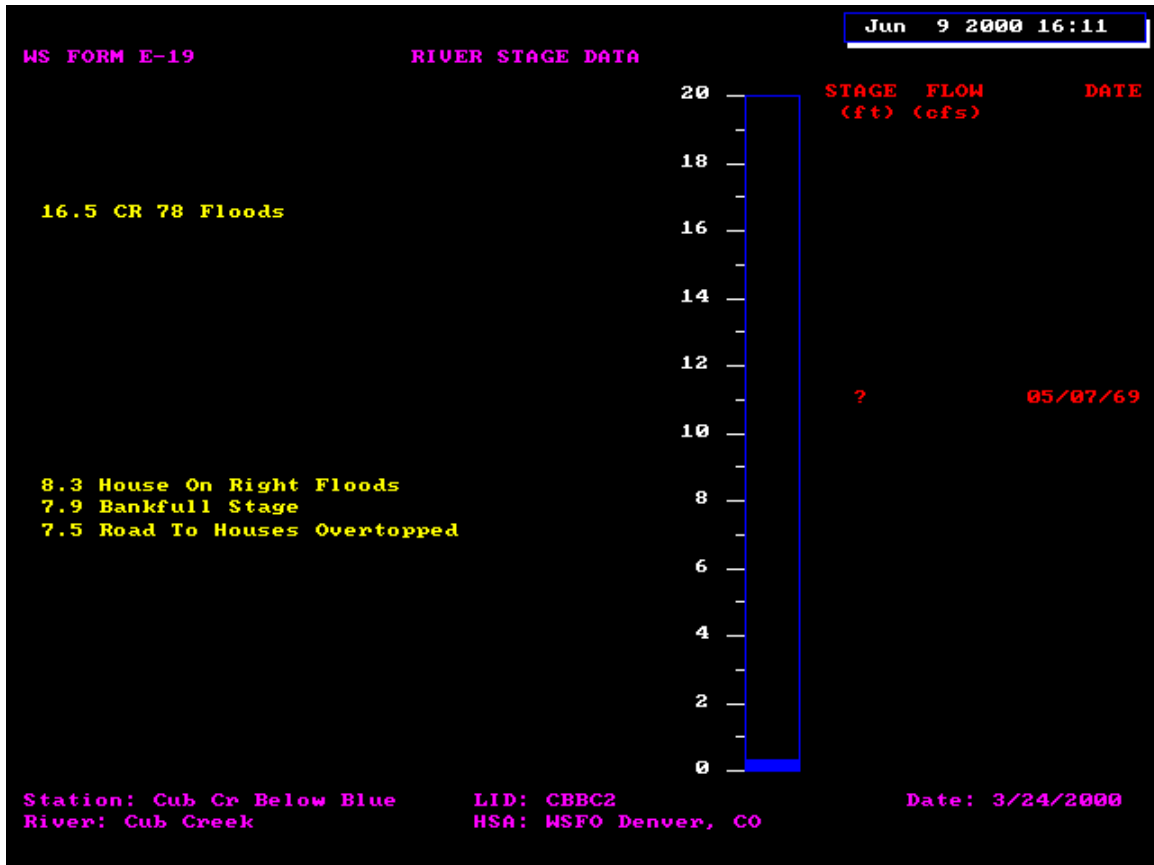 Jun 9 2000 16:11
WS FORM E-19 RIVER STAGE DATA
STAGE FLOW DATE
(ft) (cfs)
20
18
16.5 CR 78 Floods
16
14
12
? 05/07/69
10
8.3 House On Right Floods
8
7.9 Bankfull Stage
7.5 Road To Houses Overtopped
6
4
2
0
Station: Cub Cr Below Blue LID: CBBC2 Date: 3/24/2000
River: Cub Creek HSA: WSFO Denver, CO